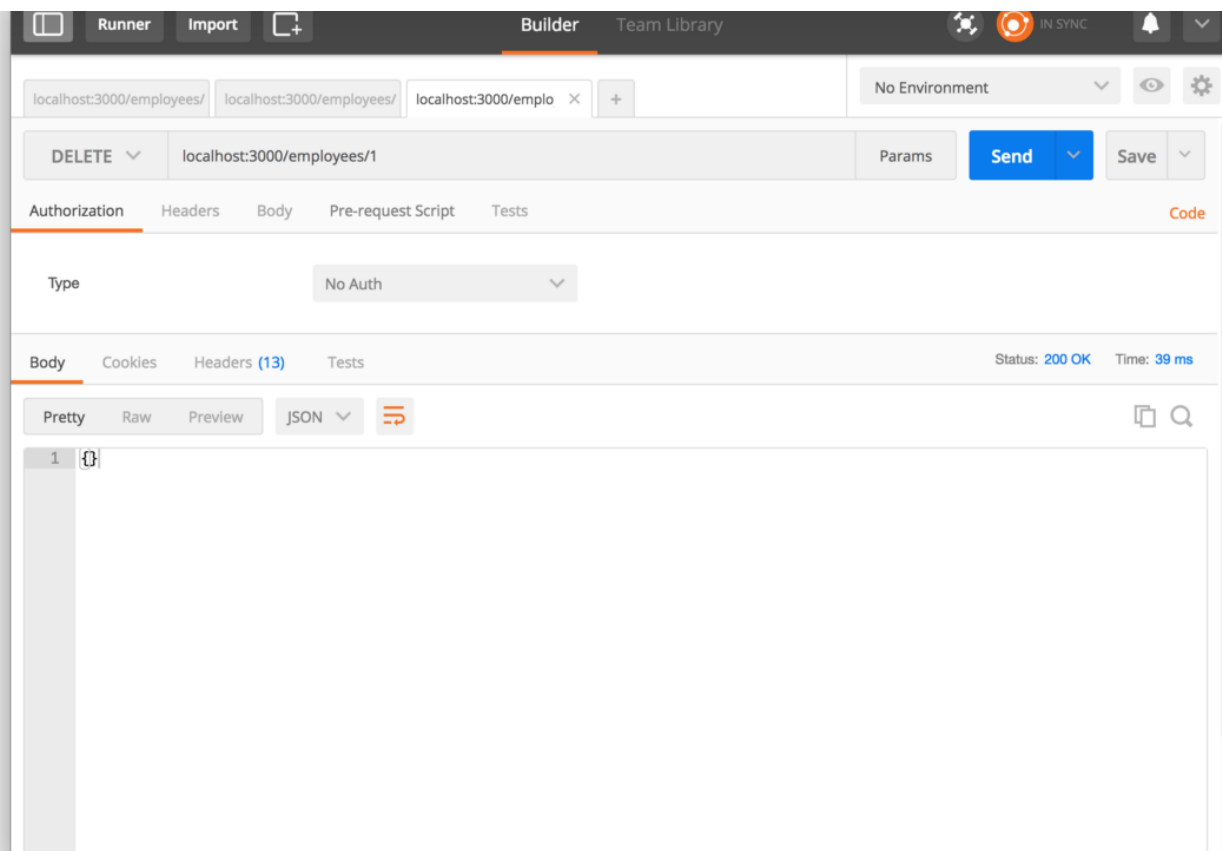 Runner Import Builder Team Library IN SYNC
localhost:3000/employees/ localhost:3000/employees/ localhost:3000/emplo No Environment
DELETE localhost:3000/employees/1 Params Send Save
Authorization Headers Body Pre-request Script Tests Code
Type No Auth
Body Cookies Headers (13) Tests Status: 200 OK Time: 39 ms
Pretty Raw Preview JSON
1 {}